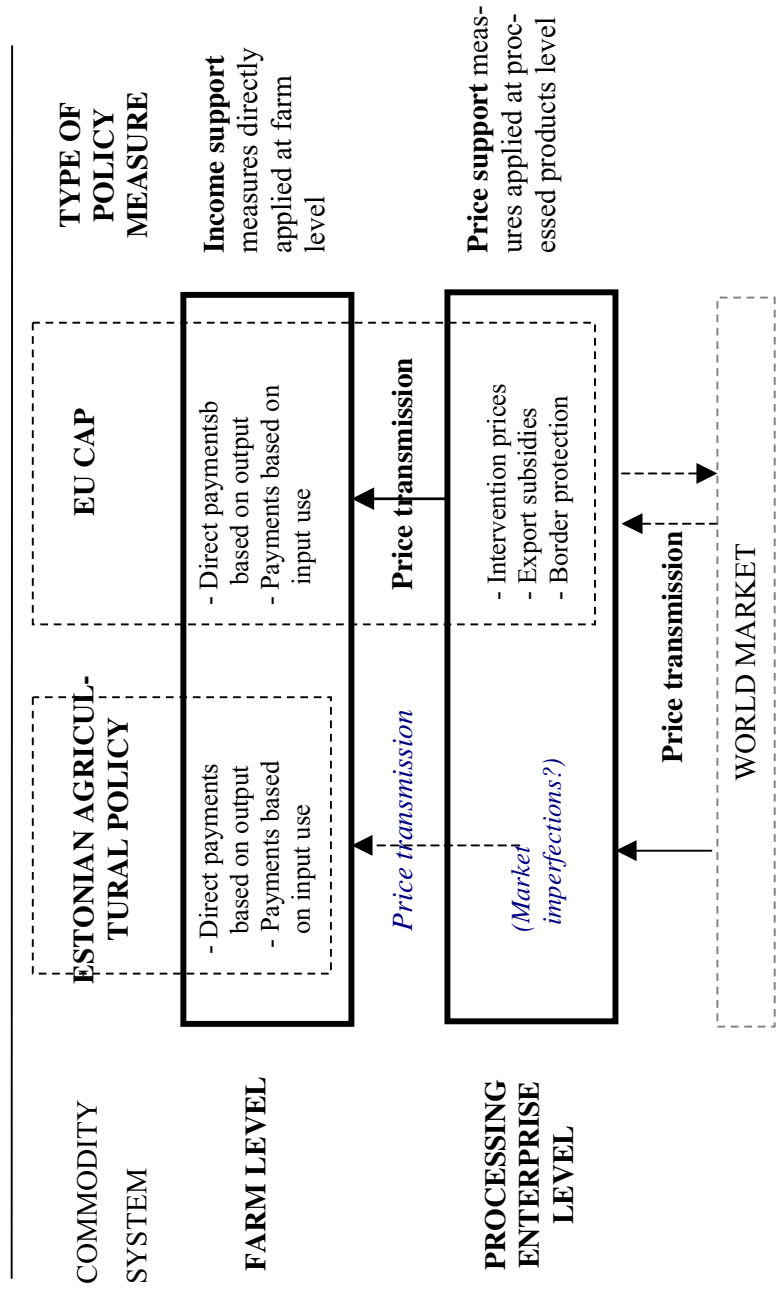 COMMODITY
SYSTEM
ESTONIAN AGRICUL-
TURAL POLICY
EU CAP
TYPE OF
POLICY
MEASURE
FARM LEVEL
- Direct payments
based on output
- Payments based
on input use
- Direct paymentsb
based on output
- Payments based on
input use
Income support
measures directly
applied at farm
level
Price transmission
Price transmission
PROCESSING
ENTERPRISE
LEVEL
(Market
imperfections?)
- Intervention prices
- Export subsidies
- Border protection
Price support meas-
ures applied at proc-
essed products level
Price transmission
WORLD MARKET